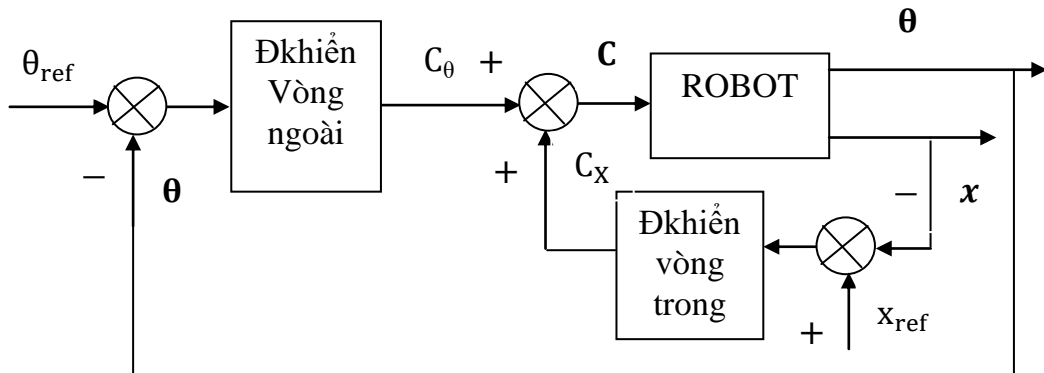 θref
−
θ
Đkhiển
Vòng
ngoài
Cθ
+
C
ROBOT
θ
+
CX
Đkhiển
vòng
trong
−
x
+
xref